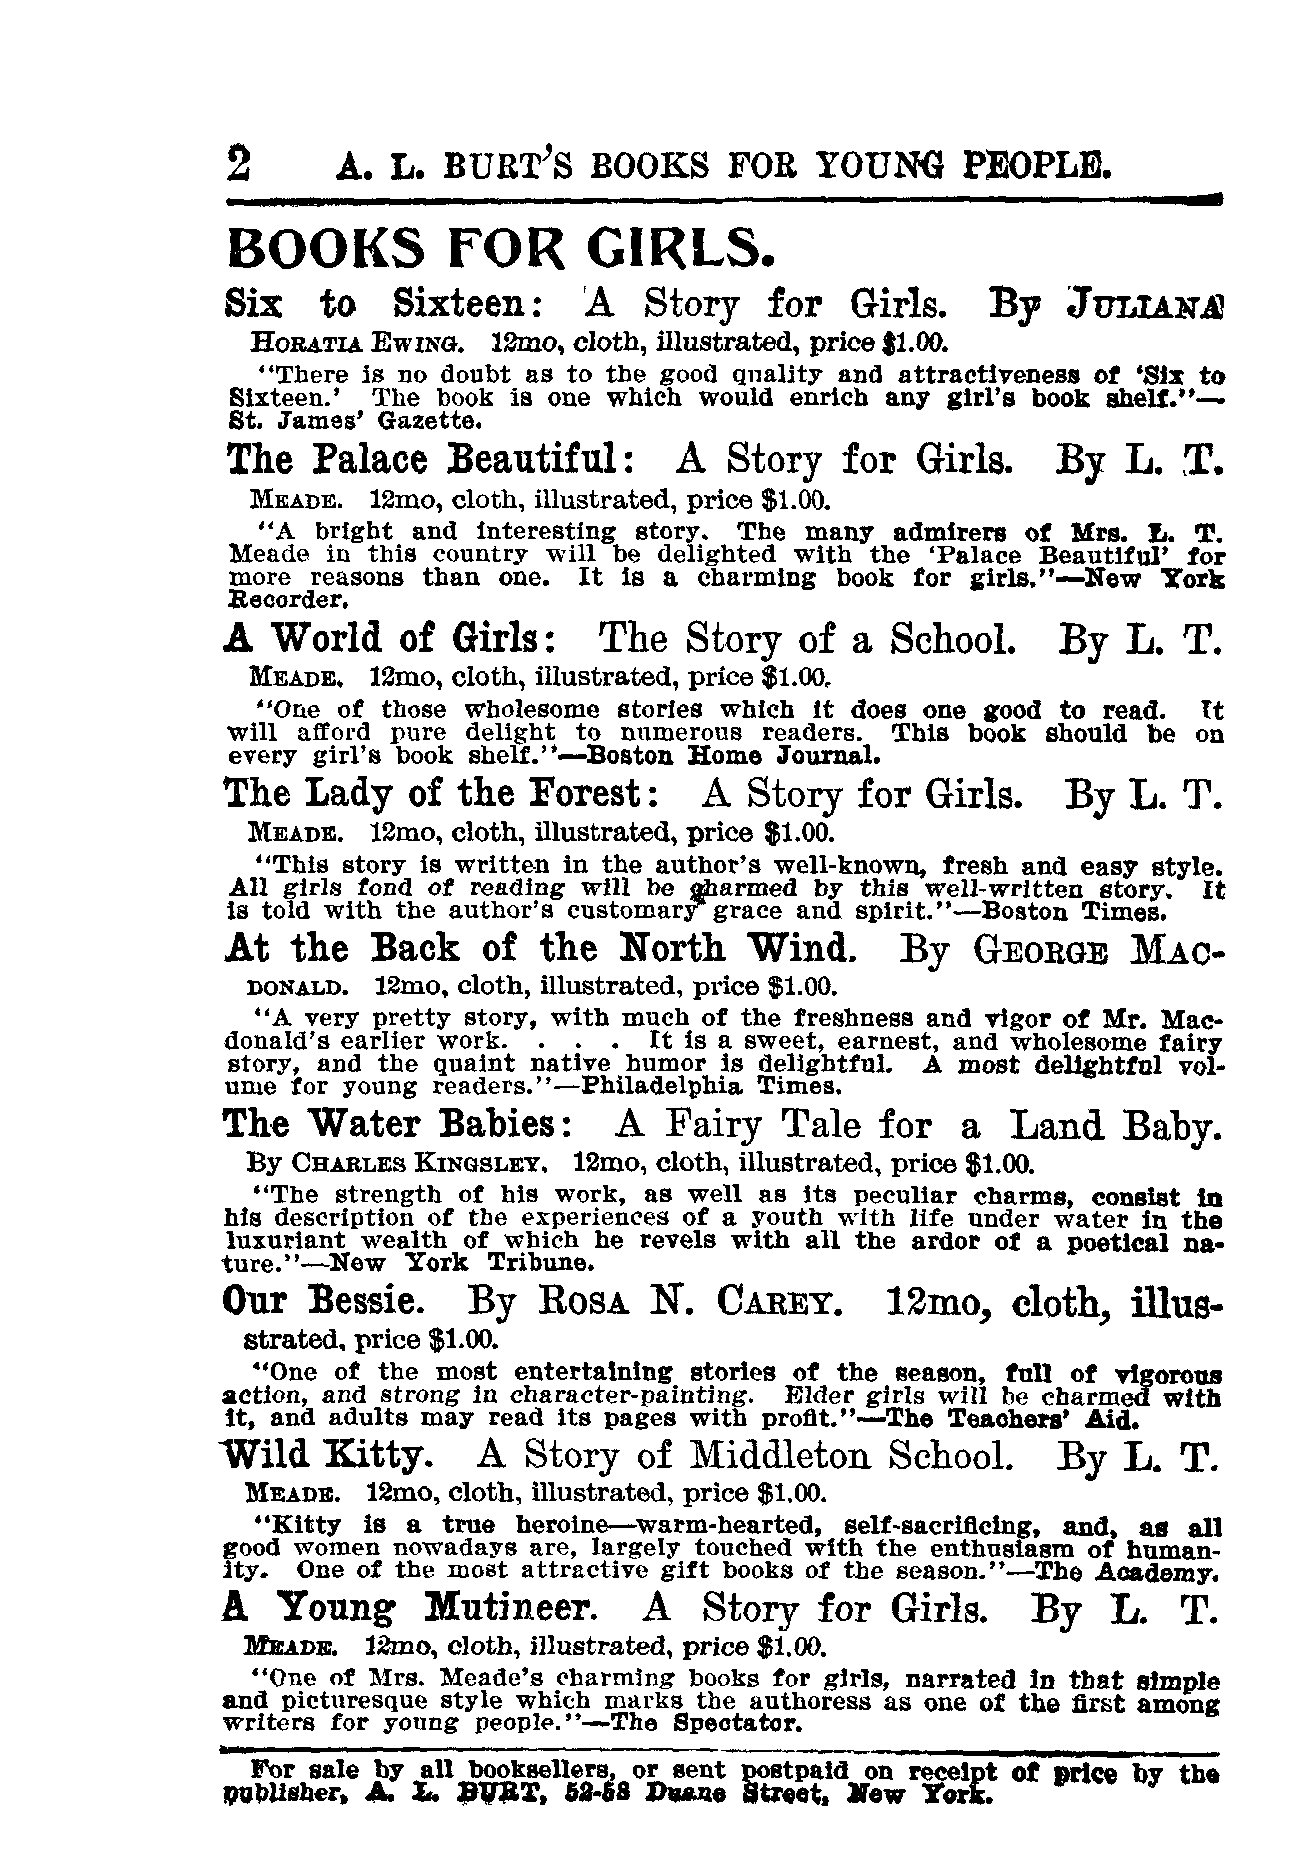 2 A. L. BURT'S BOOKS FOR YOUNG PEOPLE.
BOOKS FOR GIRLS.
Six to Sixteen: A Story for Girls. By JULIANA
HORATIA EWING. 12mo, cloth, illustrated, price $1.00.
"There is no doubt as to the good quality and attractiveness of 'Six to
Sixteen.' The book is one which would enrich any girl's book shelf."—
St. James' Gazette.
The Palace Beautiful: A Story for Girls. By L. T.
MEADE. 12mo, cloth, illustrated, price $1.00.
"A bright and interesting story. The many admirers of Mrs. L. T.
Meade in this country will be delighted with the 'Palace Beautiful' for
more reasons than one. It is a charming book for girls."—New York
Recorder.
A World of Girls: The Story of a School. By L. T.
MEADE. 12mo, cloth, illustrated, price $1.00.
"One of those wholesome stories which it does one good to read. It
will afford pure delight to numerous readers. This book should be on
every girl's book shelf."—Boston Home Journal.
The Lady of the Forest: A Story for Girls. By L. T.
MEADE. 12mo, cloth, illustrated, price $1.00.
"This story is written in the author's well-known, fresh and easy style.
All girls fond of reading will be charmed by this well-written story. It
is told with the author's customary grace and spirit."—Boston Times.
At the Back of the North Wind. By GEORGE MAC-
DONALD. 12mo, cloth, illustrated, price $1.00.
"A very pretty story, with much of the freshness and vigor of Mr. Mac-
donald's earlier work. . . . It is a sweet, earnest, and wholesome fairy
story, and the quaint native humor is delightful. A most delightful vol-
ume for young readers."—Philadelphia Times.
The Water Babies: A Fairy Tale for a Land Baby.
By CHARLES KINGSLEY. 12mo, cloth, illustrated, price $1.00.
"The strength of his work, as well as its peculiar charms, consist in
his description of the experiences of a youth with life under water in the
luxuriant wealth of which he revels with all the ardor of a poetical na-
ture."—New York Tribune.
Our Bessie. By ROSA N. CAREY. 12mo, cloth, illus-
strated, price $1.00.
"One of the most entertaining stories of the season, full of vigorous
action, and strong in character-painting. Elder girls will be charmed with
it, and adults may read its pages with profit."—The Teachers' Aid.
Wild Kitty. A Story of Middleton School. By L. T.
MEADE. 12mo, cloth, illustrated, price $1.00.
"Kitty is a true heroine—warm-hearted, self-sacrificing, and, as all
good women nowadays are, largely touched with the enthusiasm of human-
ity. One of the most attractive gift books of the season."—The Academy.
A Young Mutineer. A Story for Girls. By L. T.
MEADE. 12mo, cloth, illustrated, price $1.00.
"One of Mrs. Meade's charming books for girls, narrated in that simple
and picturesque style which marks the authoress as one of the first among
writers for young people."—The Spectator.
For sale by all booksellers, or sent postpaid on receipt of price by the
publisher, A. L. BURT, 52-58 Duane Street, New York.